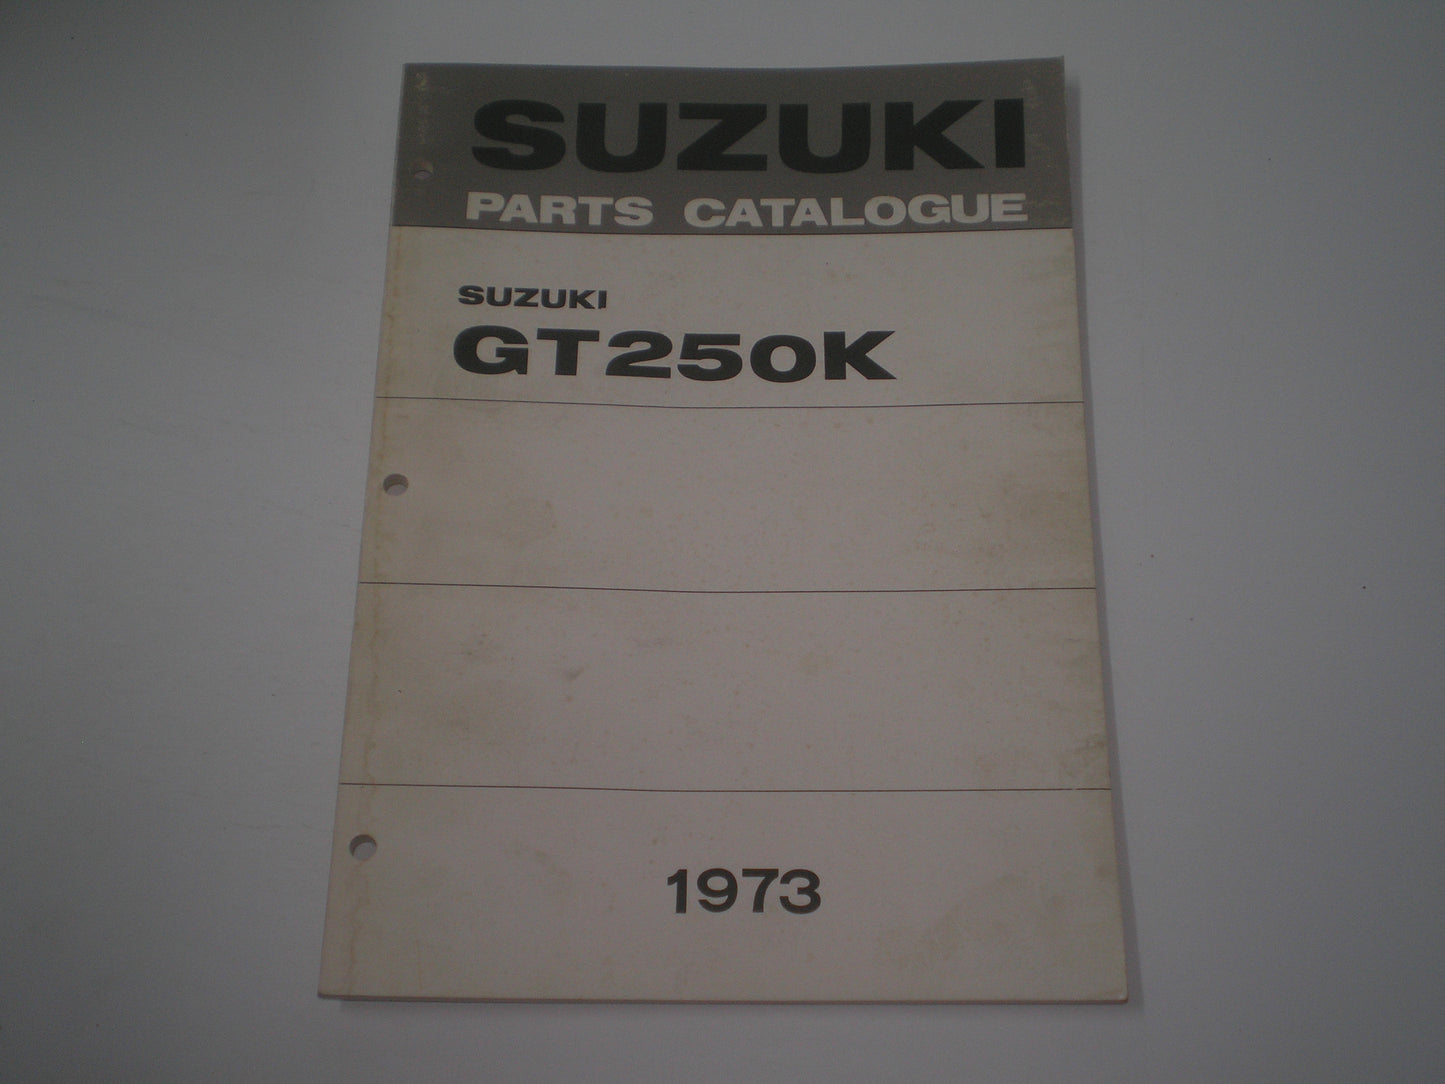 SUZUKI
PARTS CATALOGUE
SUZUKI
GT250K
1973